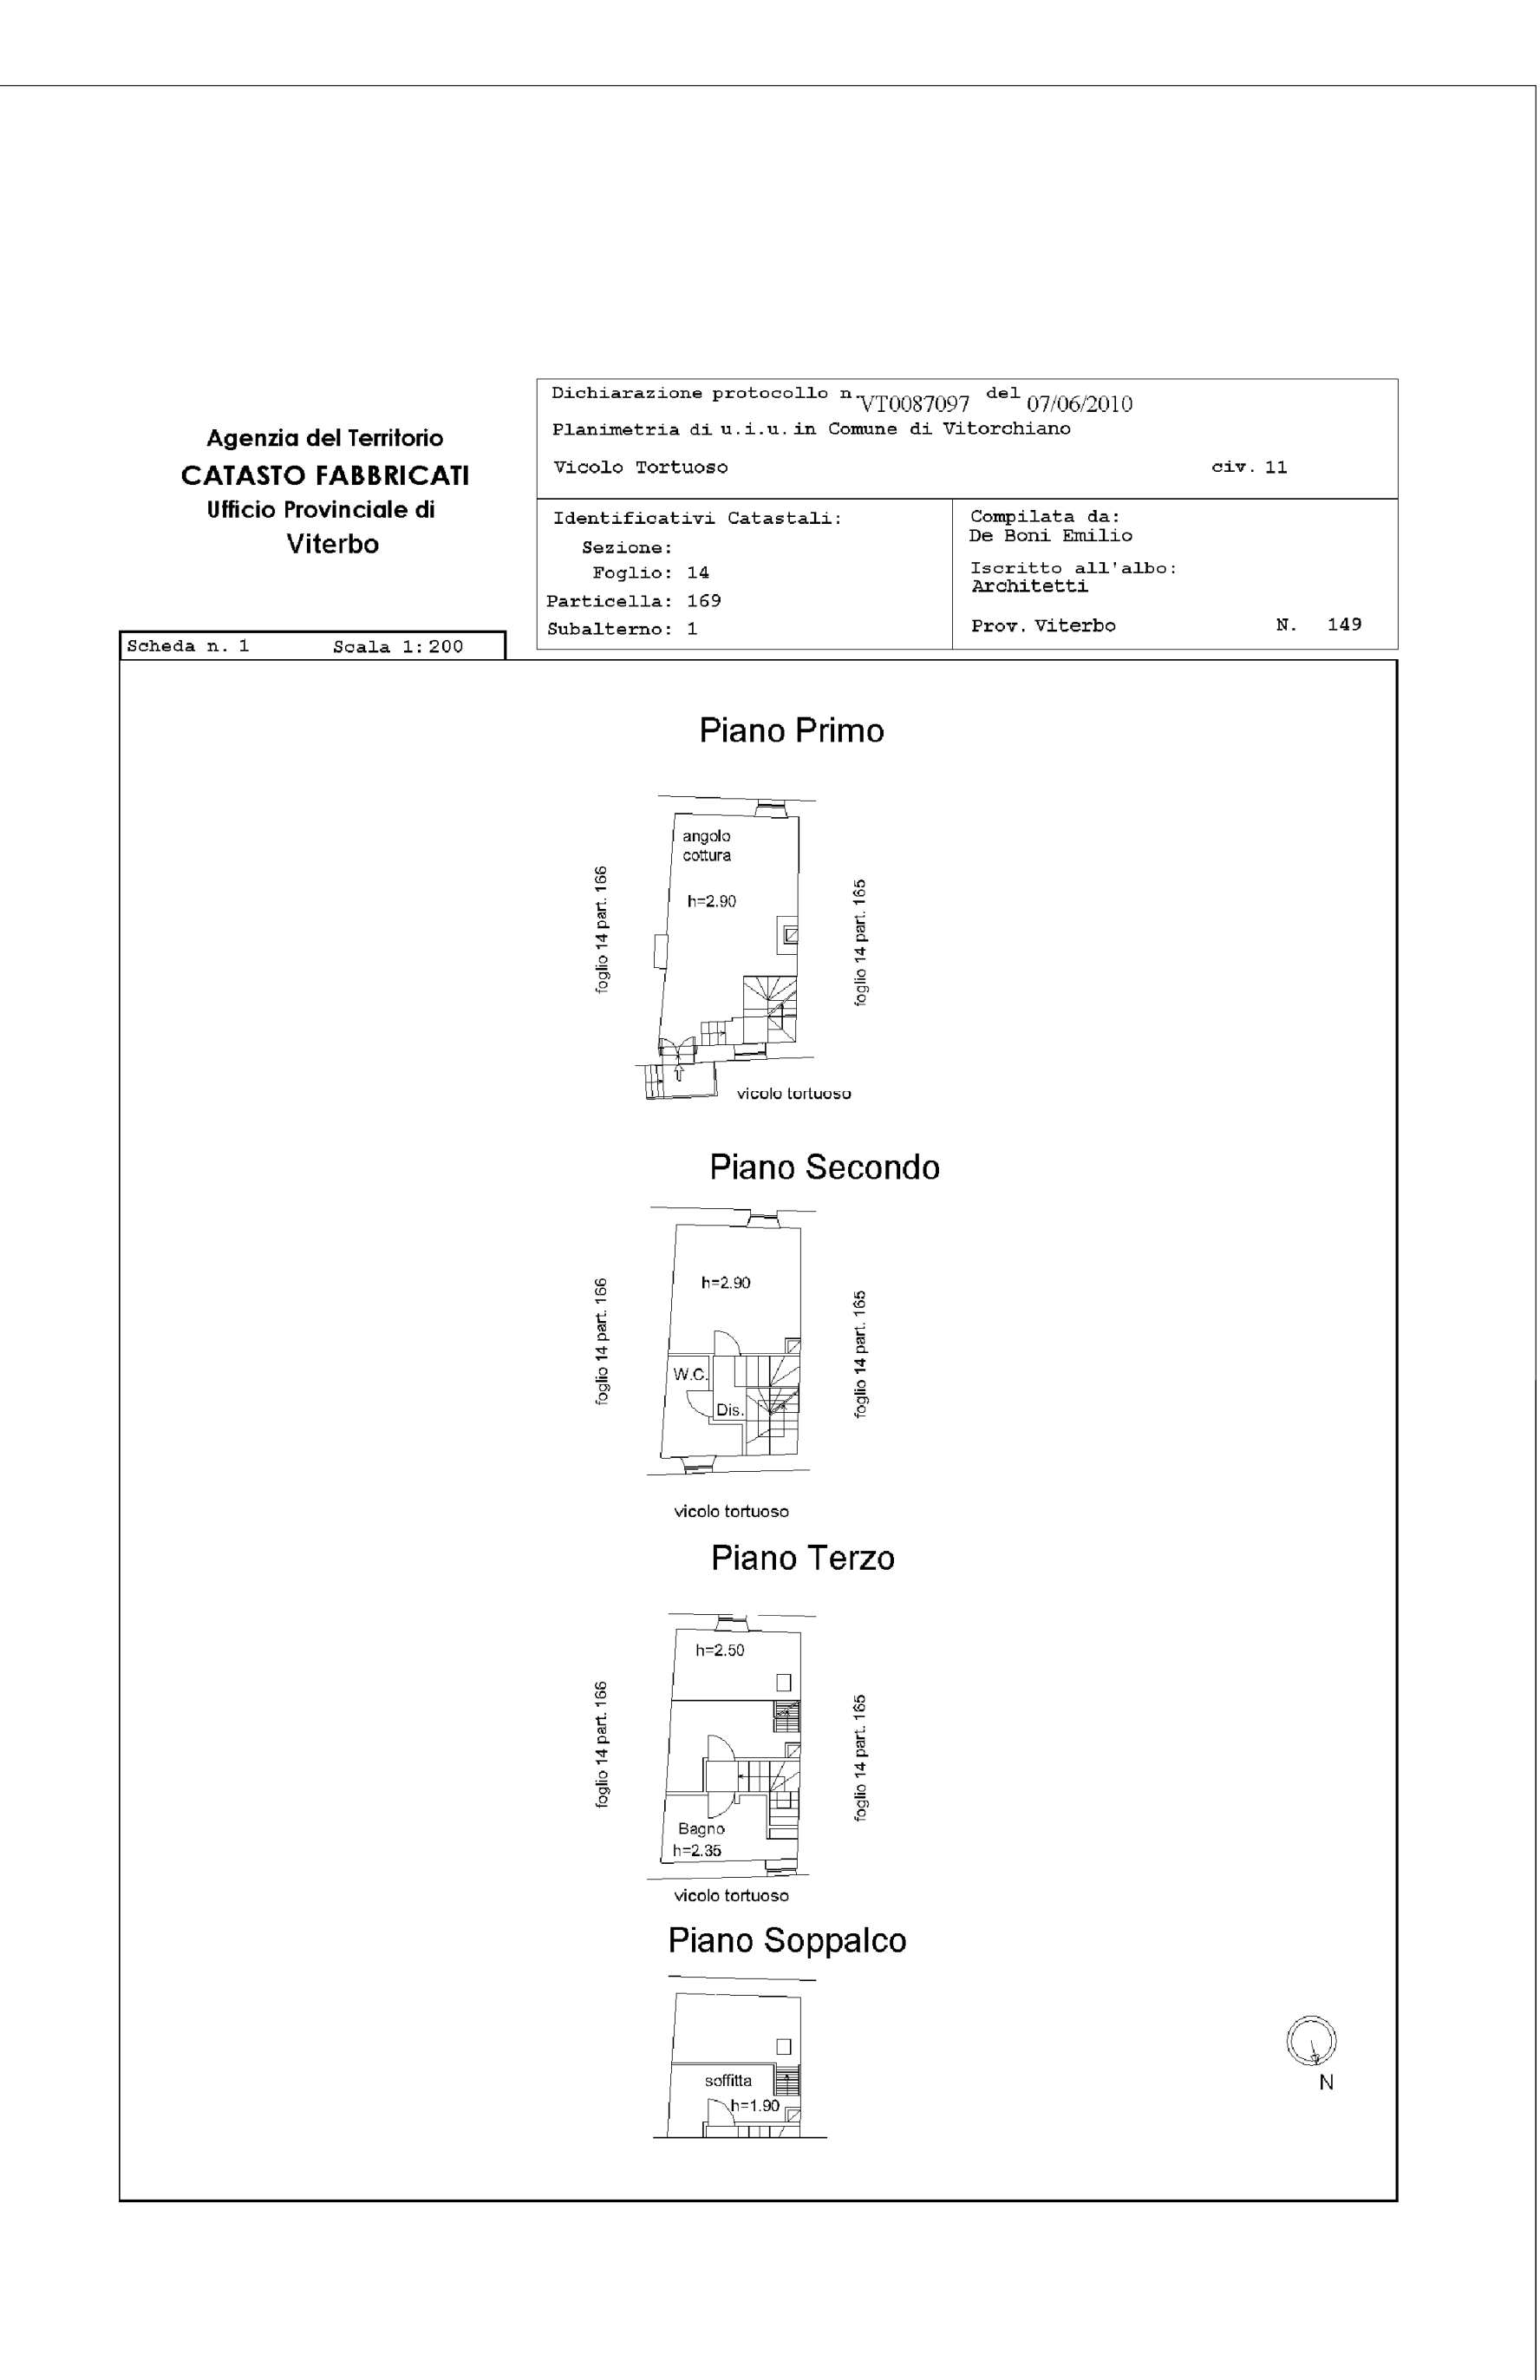 Agenzia del Territorio
CATASTO FABBRICATI
Ufficio Provinciale di
Viterbo
Dichiarazione protocollo n. VT0087097 del 07/06/2010
Planimetria di u.i.u. in Comune di Vitorchiano
Vicolo Tortuoso civ. 11
Identificativi Catastali:
Sezione:
Foglio: 14
Particella: 169
Subalterno: 1
Compilata da:
De Boni Emilio
Iscritto all'albo:
Architetti
Prov. Viterbo N. 149
Scheda n. 1 Scala 1:200
Piano Primo
angolo
cottura
h=2.90
foglio 14 part. 166
foglio 14 part. 165
vicolo tortuoso
Piano Secondo
h=2.90
foglio 14 part. 166
foglio 14 part. 165
W.C.
Dis.
vicolo tortuoso
Piano Terzo
h=2.50
foglio 14 part. 166
foglio 14 part. 165
Bagno
h=2.35
vicolo tortuoso
Piano Soppalco
soffitta
h=1.90
N